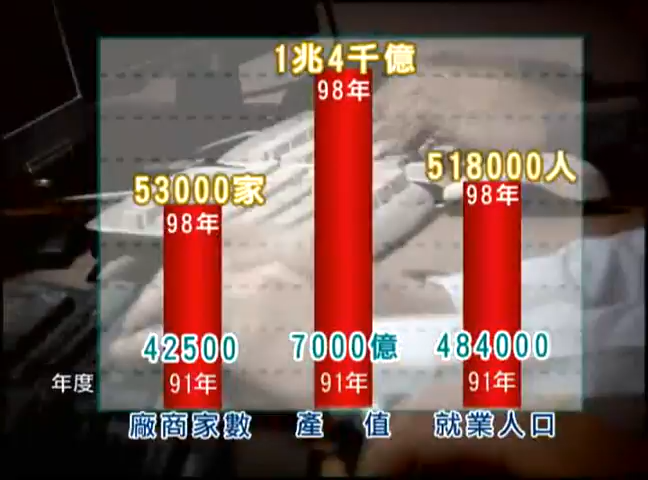 1兆4千億
98年
53000家
98年
518000人
98年
42500
7000億
484000
年度
91年
91年
91年
廠商家數
產 值
就業人口